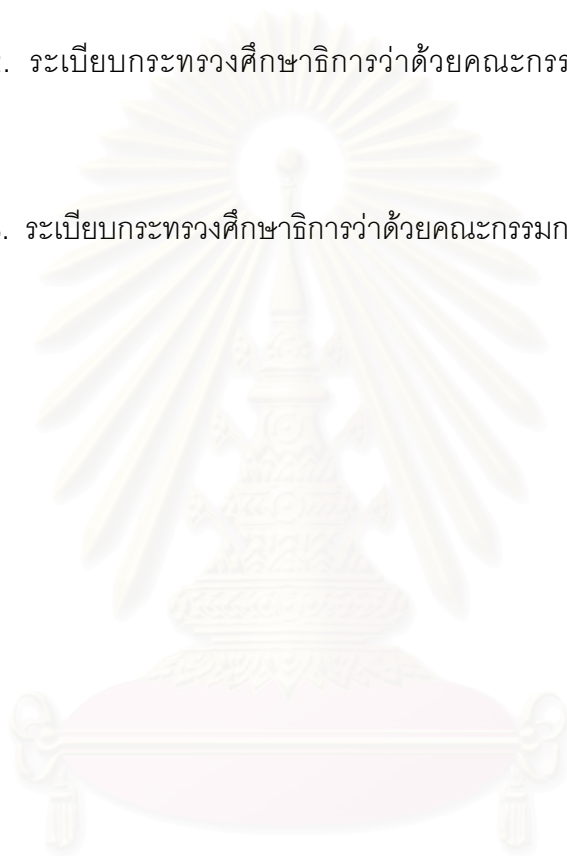 . ระเบียบกระทรวงศึกษาธิการว่าด้วยคณะกรร
. ระเบียบกระทรวงศึกษาธิการว่าด้วยคณะกรรมก